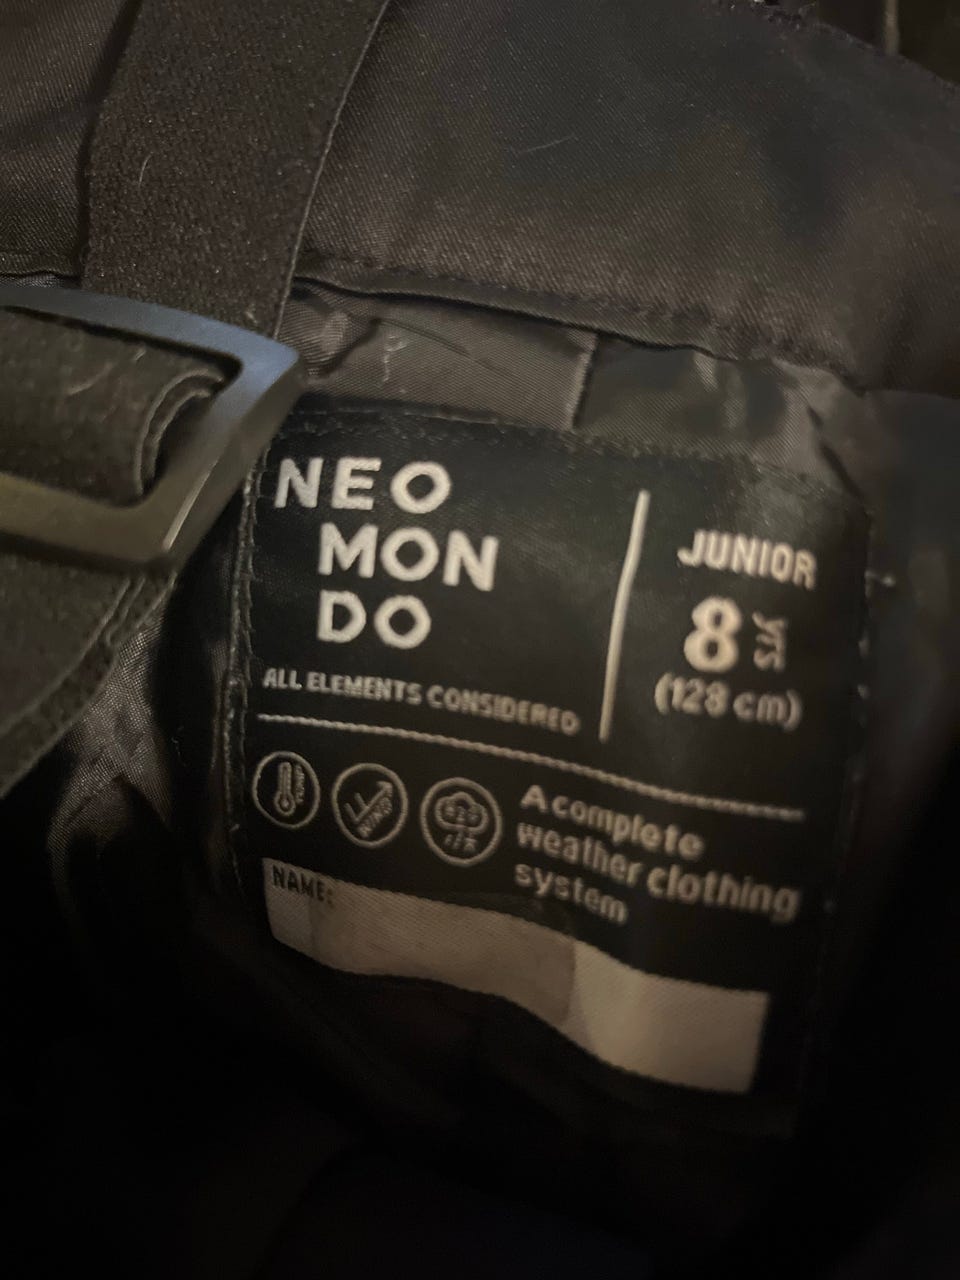 NEO
MON
DO
ALL ELEMENTS CONSIDERED
JUNIOR
8 yrs
(128 cm)
A complete
weather clothing
system
NAME: